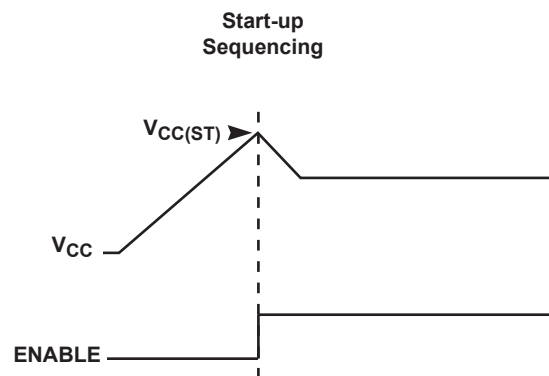 Start-up
Sequencing
VCC(ST)
VCC
ENABLE